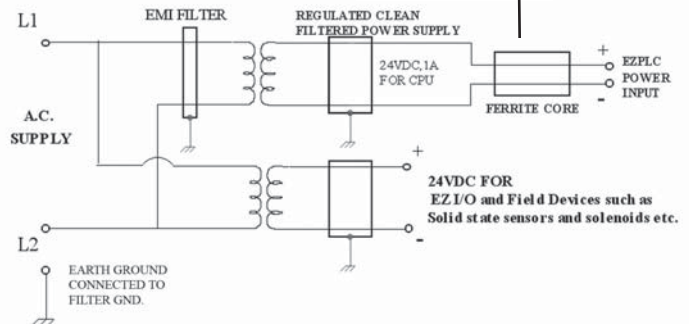 L1
EMI FILTER
REGULATED CLEAN
FILTERED POWER SUPPLY
24VDC,1A
FOR CPU
+
EZPLC
POWER
INPUT
-
FERRITE CORE
A.C.
SUPPLY
+
24VDC FOR
EZ I/O and Field Devices such as
Solid state sensors and solenoids etc.
-
L2
EARTH GROUND
CONNECTED TO
FILTER GND.